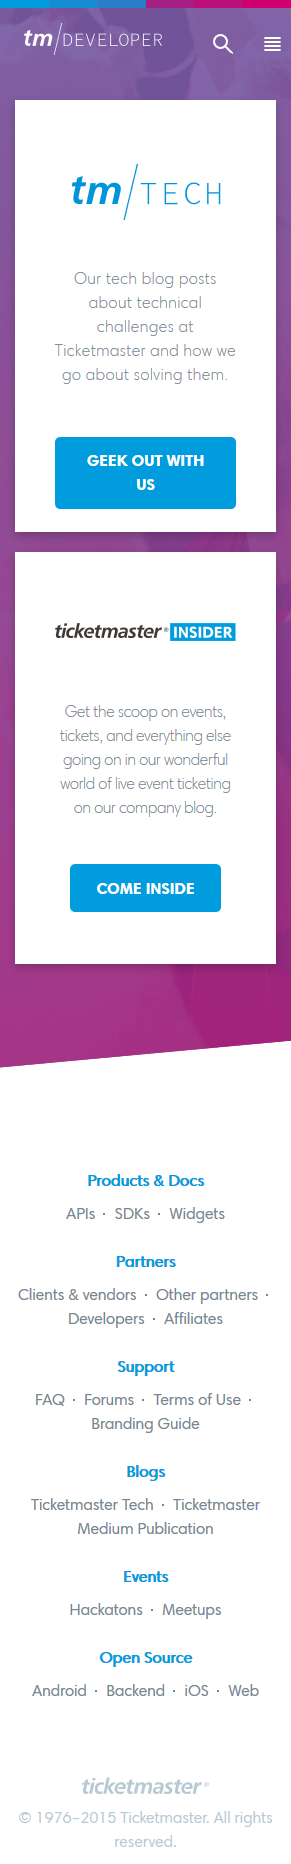 tm/DEVELOPER
tm/TECH
Our tech blog posts
about technical
challenges at
Ticketmaster and how we
go about solving them.
GEEK OUT WITH
US
ticketmaster® INSIDER
Get the scoop on events,
tickets, and everything else
going on in our wonderful
world of live event ticketing
on our company blog.
COME INSIDE
Products & Docs
APIs · SDKs · Widgets
Partners
Clients & vendors · Other partners ·
Developers · Affiliates
Support
FAQ · Forums · Terms of Use ·
Branding Guide
Blogs
Ticketmaster Tech · Ticketmaster
Medium Publication
Events
Hackatons · Meetups
Open Source
Android · Backend · iOS · Web
ticketmaster®
© 1976–2015 Ticketmaster. All rights
reserved.